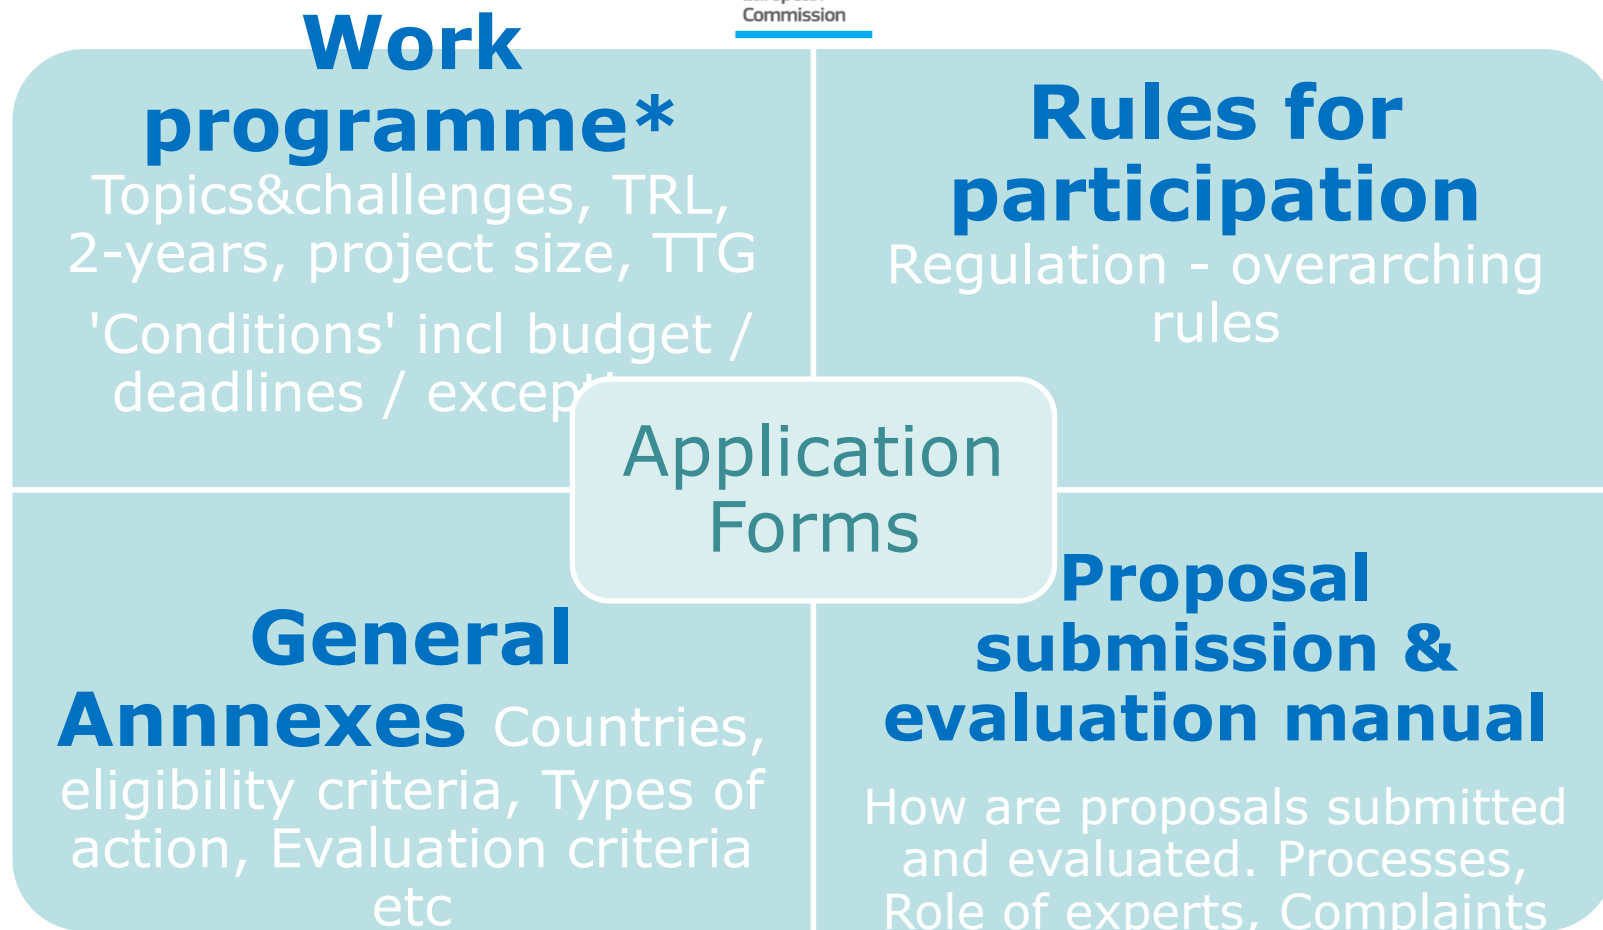 Commission
Work
programme*
Topics&challenges, TRL,
2-years, project size, TTG
'Conditions' incl budget /
deadlines / 
Rules for
participation
Regulation - overarching
rules
Application
Forms
General
Annnexes Countries,
eligibility criteria, Types of
action, Evaluation criteria
etc
Proposal
submission &
evaluation manual
How are proposals submitted
and evaluated. Processes,
Role of experts, Complaints